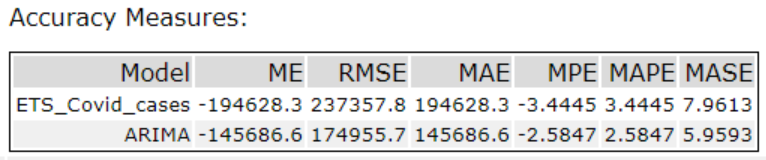 Accuracy Measures:
Model ME RMSE MAE MPE MAPE MASE
ETS_Covid_cases -194628.3 237357.8 194628.3 -3.4445 3.4445 7.9613
ARIMA -145686.6 174955.7 145686.6 -2.5847 2.5847 5.9593